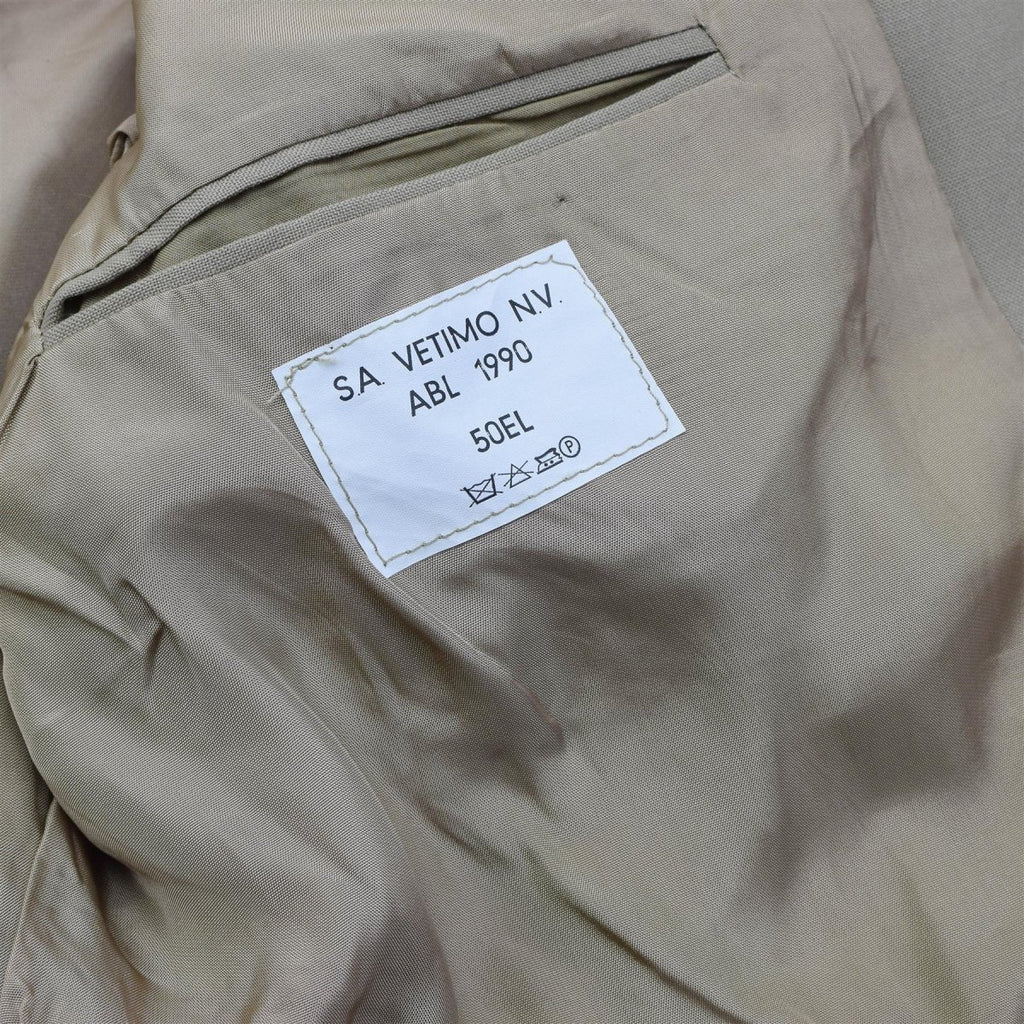 S.A. VETIMO N.V.
ABL 1990
50EL
P